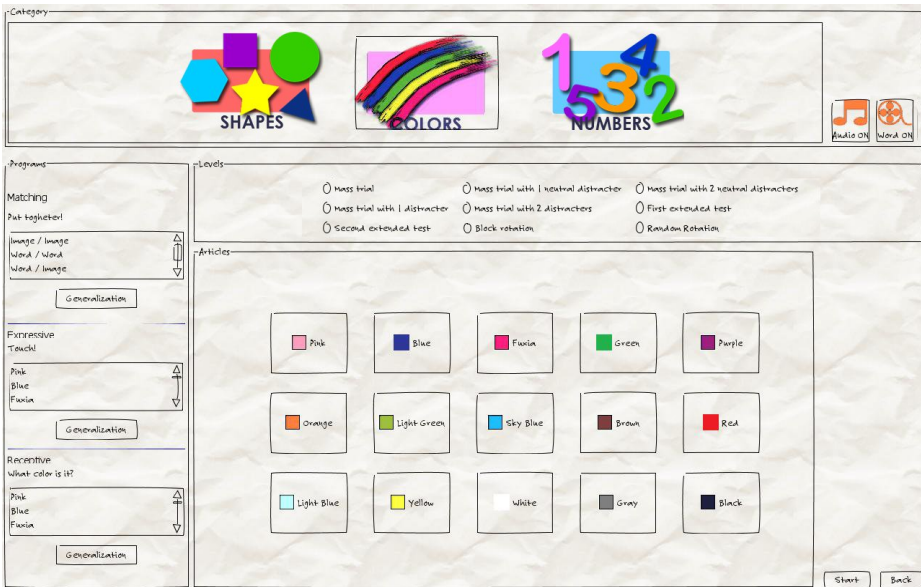 Category
SHAPES
COLORS
NUMBERS
Audio ON
Word ON
Programs
Matching
Put togheter!
Image / Image
Word / Word
Word / Image
Generalization
Expressive
Touch!
Pink
Blue
Fuxia
Generalization
Receptive
What color is it?
Pink
Blue
Fuxia
Generalization
Levels
Mass trial
Mass trial with 1 neutral distracter
Mass trial with 2 neutral distracters
Mass trial with 1 distracter
Mass trial with 2 distracters
First extended test
Second extended test
Block rotation
Random Rotation
Articles
Pink
Blue
Fuxia
Green
Purple
Orange
Light Green
Sky Blue
Brown
Red
Light Blue
Yellow
White
Gray
Black
Start
Back